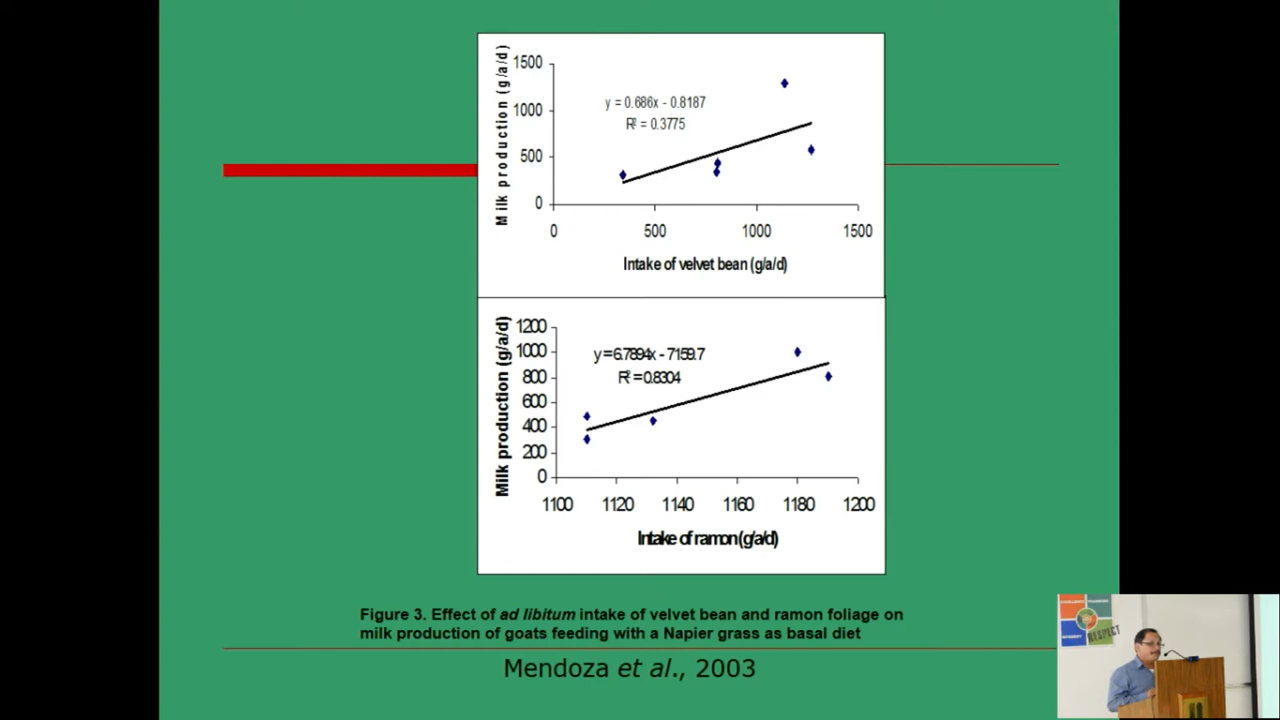 Milk production (g/a/d)
1500
1000
500
0
y = 0.686x - 0.8187
R² = 0.3775
0 500 1000 1500
Intake of velvet bean (g/a/d)
Milk production (g/a/d)
1200
1000
800
600
400
200
0
y = 6.7894x - 7159.7
R² = 0.8304
1100 1120 1140 1160 1180 1200
Intake of ramon (g/a/d)
Figure 3. Effect of ad libitum intake of velvet bean and ramon foliage on
milk production of goats feeding with a Napier grass as basal diet
Mendoza et al., 2003
RESPECT